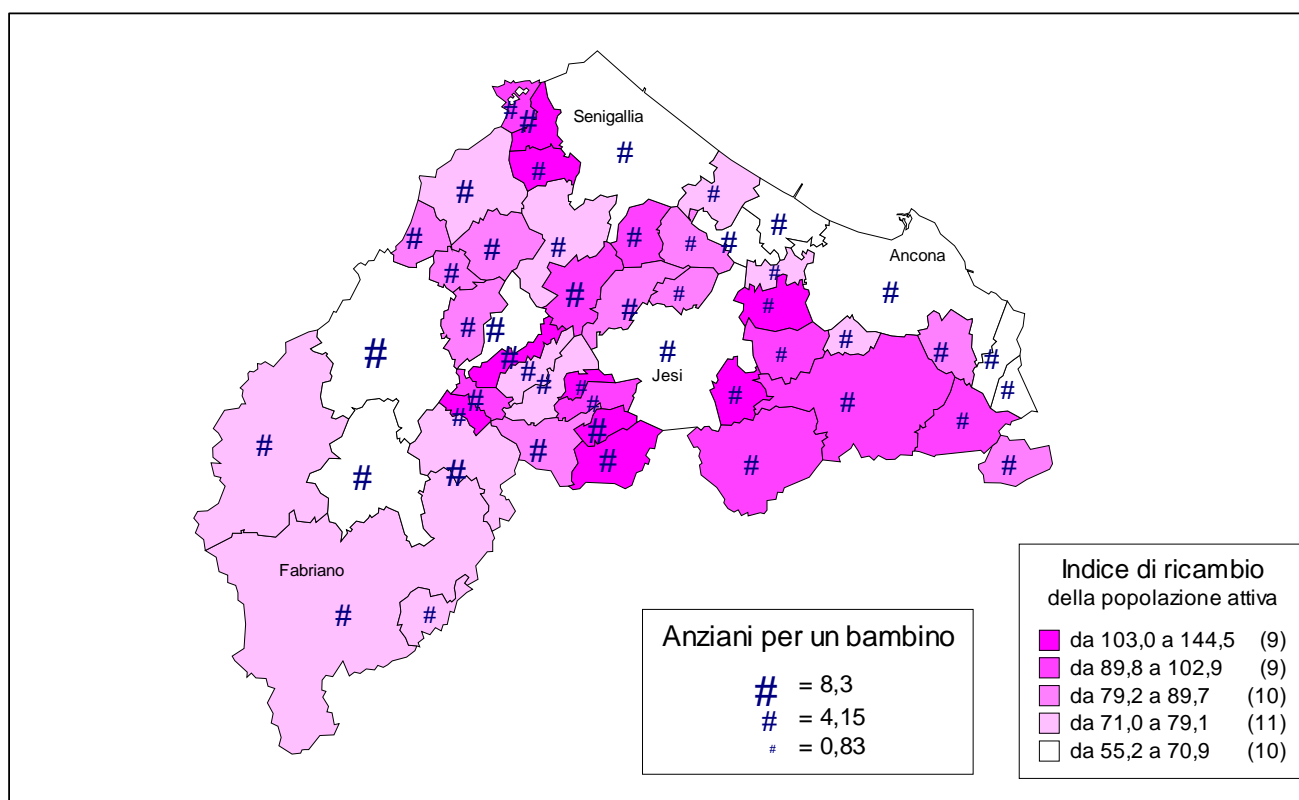 Senigallia
Ancona
Jesi
Fabriano
Anziani per un bambino
# = 8,3
# = 4,15
# = 0,83
Indice di ricambio
della popolazione attiva
da 103,0 a 144,5 (9)
da 89,8 a 102,9 (9)
da 79,2 a 89,7 (10)
da 71,0 a 79,1 (11)
da 55,2 a 70,9 (10)